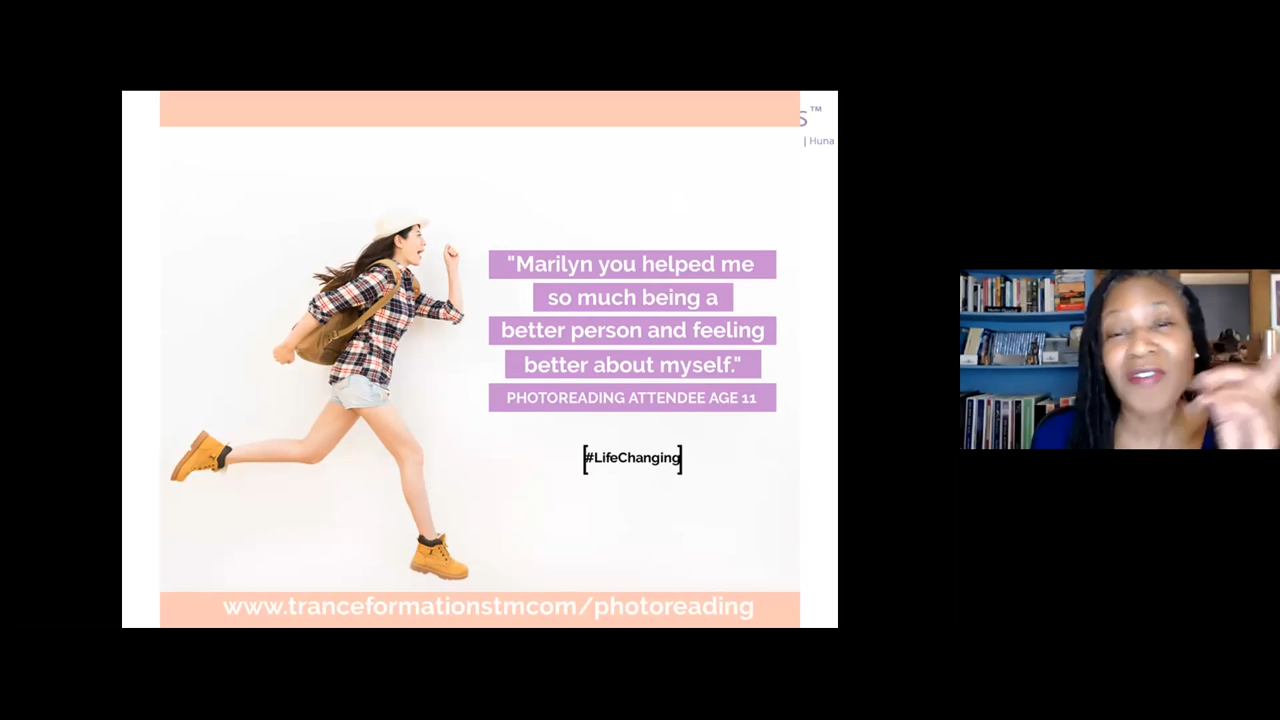 s™
| Huna
"Marilyn you helped me
so much being a
better person and feeling
better about myself."
PHOTOREADING ATTENDEE AGE 11
[#LifeChanging]
www.tranceformationstmcom/photoreading